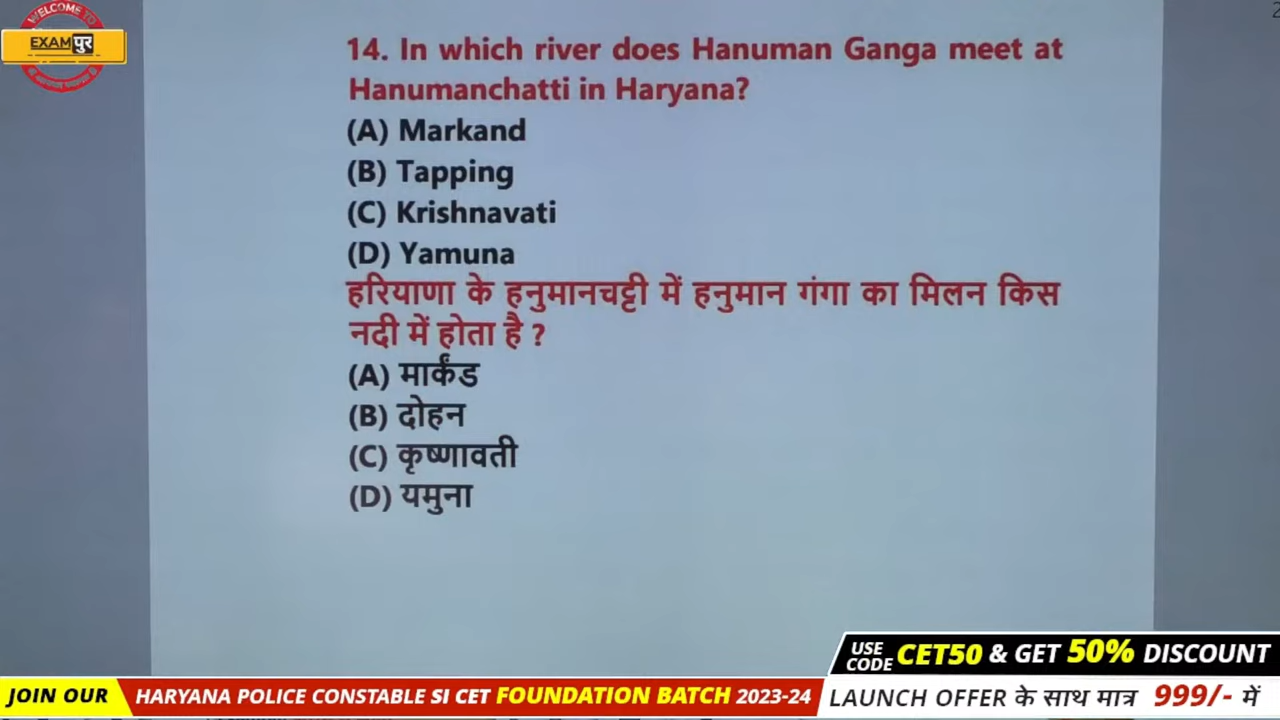 WELCOME TO
EXAMपुर
14. In which river does Hanuman Ganga meet at
Hanumanchatti in Haryana?
(A) Markand
(B) Tapping
(C) Krishnavati
(D) Yamuna
हरियाणा के हनुमानचट्टी में हनुमान गंगा का मिलन किस
नदी में होता है ?
(A) मार्कंड
(B) दोहन
(C) कृष्णावती
(D) यमुना
USE CODE CET50 & GET 50% DISCOUNT
JOIN OUR HARYANA POLICE CONSTABLE SI CET FOUNDATION BATCH 2023-24 LAUNCH OFFER के साथ मात्र 999/- में